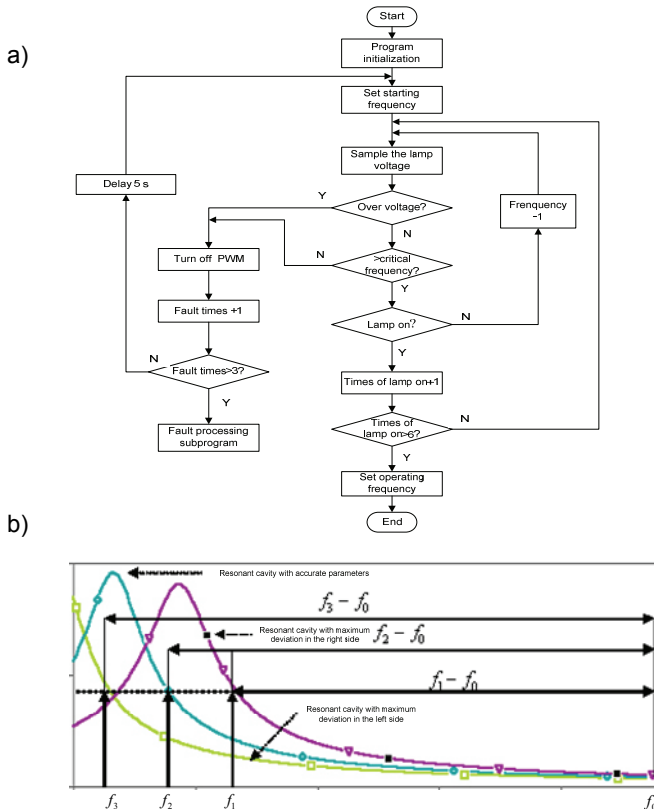 a)
Start
Program
initialization
Set starting
frequency
Sample the lamp
voltage
Delay 5 s
Y
Over voltage?
Frenquency
-1
N
Turn off PWM
N
>critical
frequency?
Y
Fault times +1
Lamp on?
N
Y
N
Fault times>3?
Times of lamp on+1
Y
Fault processing
subprogram
Times of
lamp on>6?
N
Y
Set operating
frequency
End
b)
Resonant cavity with accurate parameters
f3 − f0
Resonant cavity with maximum
deviation in the right side
f2 − f0
f1 − f0
Resonant cavity with maximum
deviation in the left side
f3
f2
f1